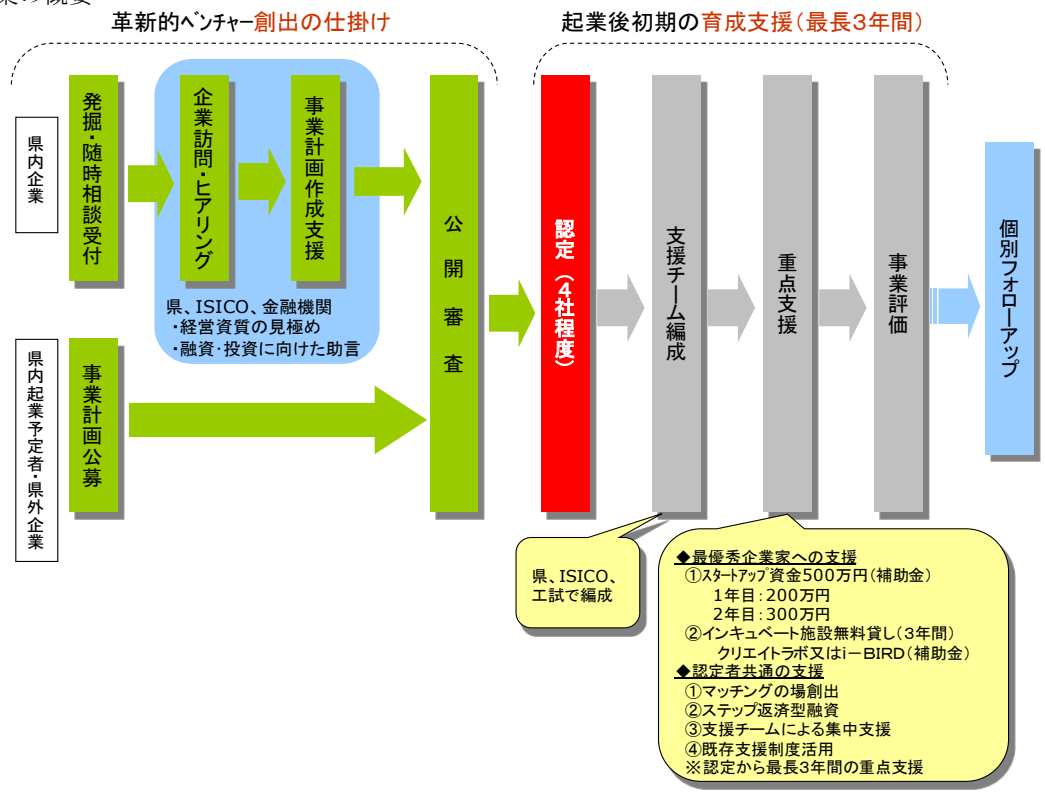 業の概要
革新的ベンチャー創出の仕掛け
起業後初期の育成支援(最長3年間)
県内企業
発掘・随時相談受付
企業訪問・ヒアリング
事業計画作成支援
県、ISICO、金融機関
・経営資質の見極め
・融資・投資に向けた助言
県内起業予定者・県外企業
事業計画公募
公開審査
認定(4社程度)
支援チーム編成
重点支援
事業評価
個別フォローアップ
県、ISICO、
工試で編成
◆最優秀企業家への支援
①スタートアップ資金500万円(補助金)
1年目:200万円
2年目:300万円
②インキュベート施設無料貸し(3年間)
クリエイトラボ又はi-BIRD(補助金)
◆認定者共通の支援
①マッチングの場創出
②ステップ返済型融資
③支援チームによる集中支援
④既存支援制度活用
※認定から最長3年間の重点支援